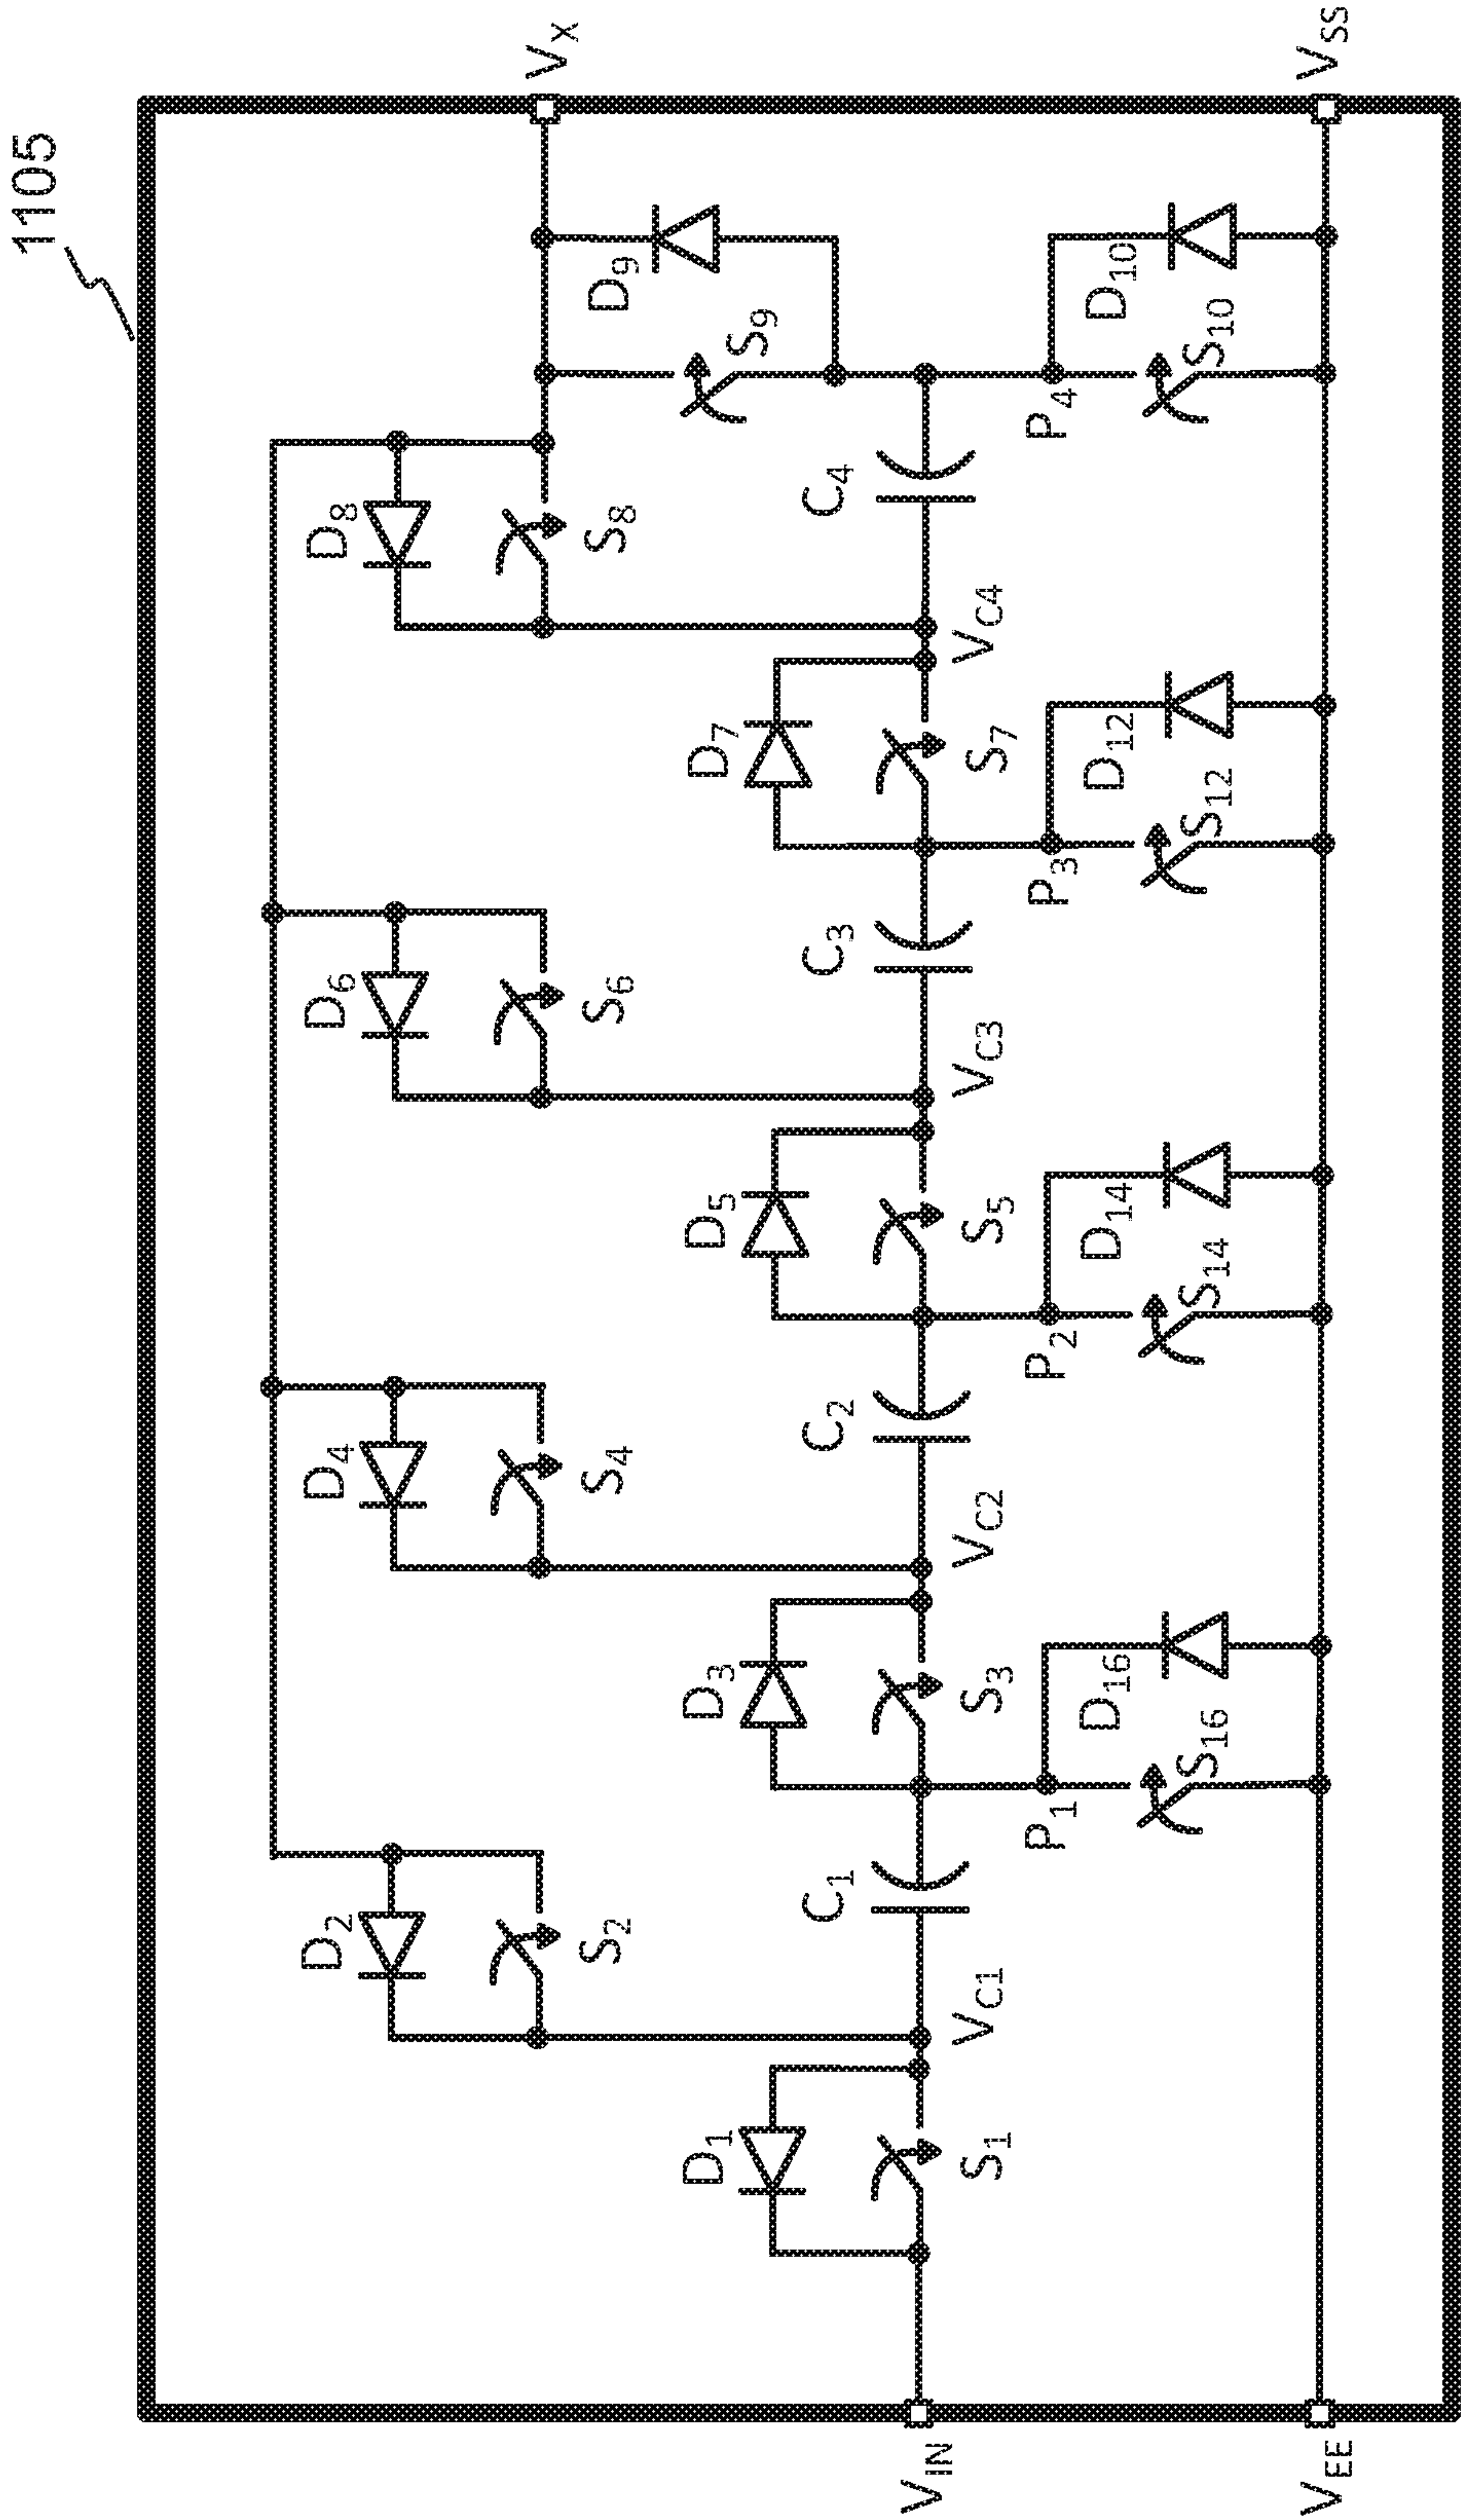 1105
V_X
V_SS
D_8
S_8
D_9
S_9
C_4
V_C4
P_4
D_10
S_10
D_6
S_6
D_7
S_7
C_3
V_C3
P_3
D_12
S_12
D_4
S_4
D_5
S_5
C_2
V_C2
P_2
D_14
S_14
D_2
S_2
D_3
S_3
C_1
V_C1
P_1
D_16
S_16
D_1
S_1
V_IN
V_EE